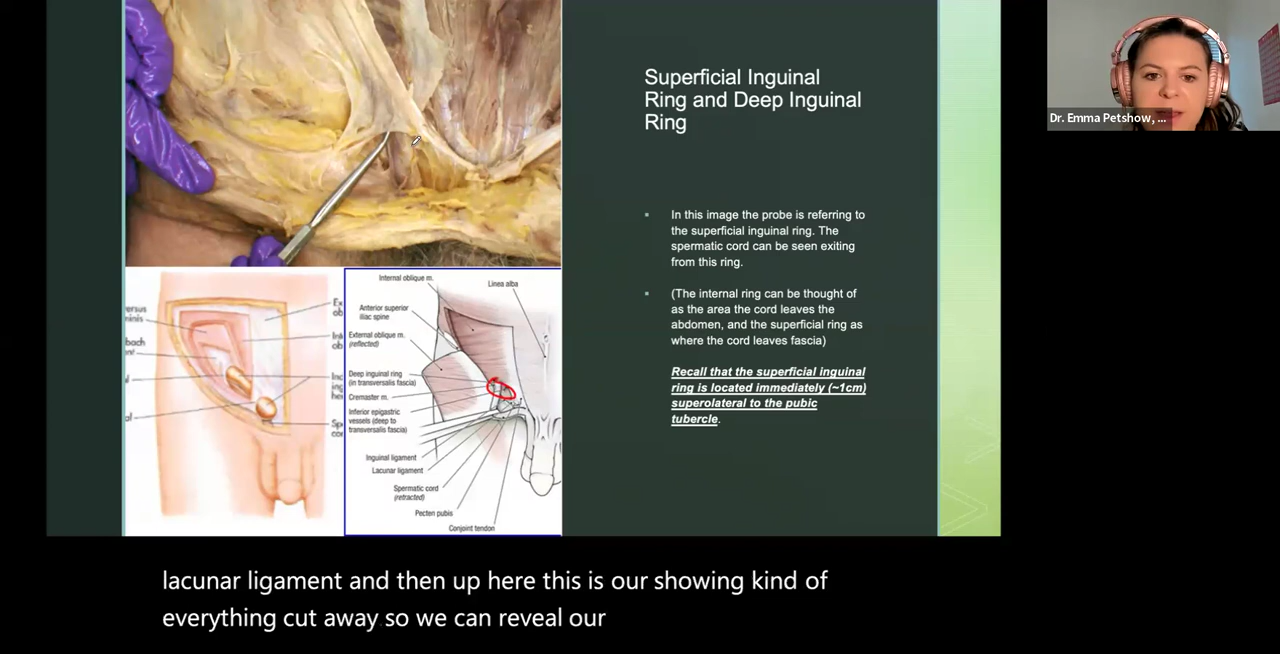 Superficial Inguinal
Ring and Deep Inguinal
Ring
Dr. Emma Petshow, ...
In this image the probe is referring to
the superficial inguinal ring. The
spermatic cord can be seen exiting
from this ring.
(The internal ring can be thought of
as the area the cord leaves the
abdomen, and the superficial ring as
where the cord leaves fascia)
Recall that the superficial inguinal
ring is located immediately (~1cm)
superolateral to the pubic
tubercle.
Internal oblique m.
Linea alba
Anterior superior
iliac spine
External oblique m.
(reflected)
Deep inguinal ring
(in transversalis fascia)
Cremaster m.
Inferior epigastric
vessels (deep to
transversalis fascia)
Inguinal ligament
Lacunar ligament
Spermatic cord
(retracted)
Pecten pubis
Conjoint tendon
lacunar ligament and then up here this is our showing kind of
everything cut away so we can reveal our